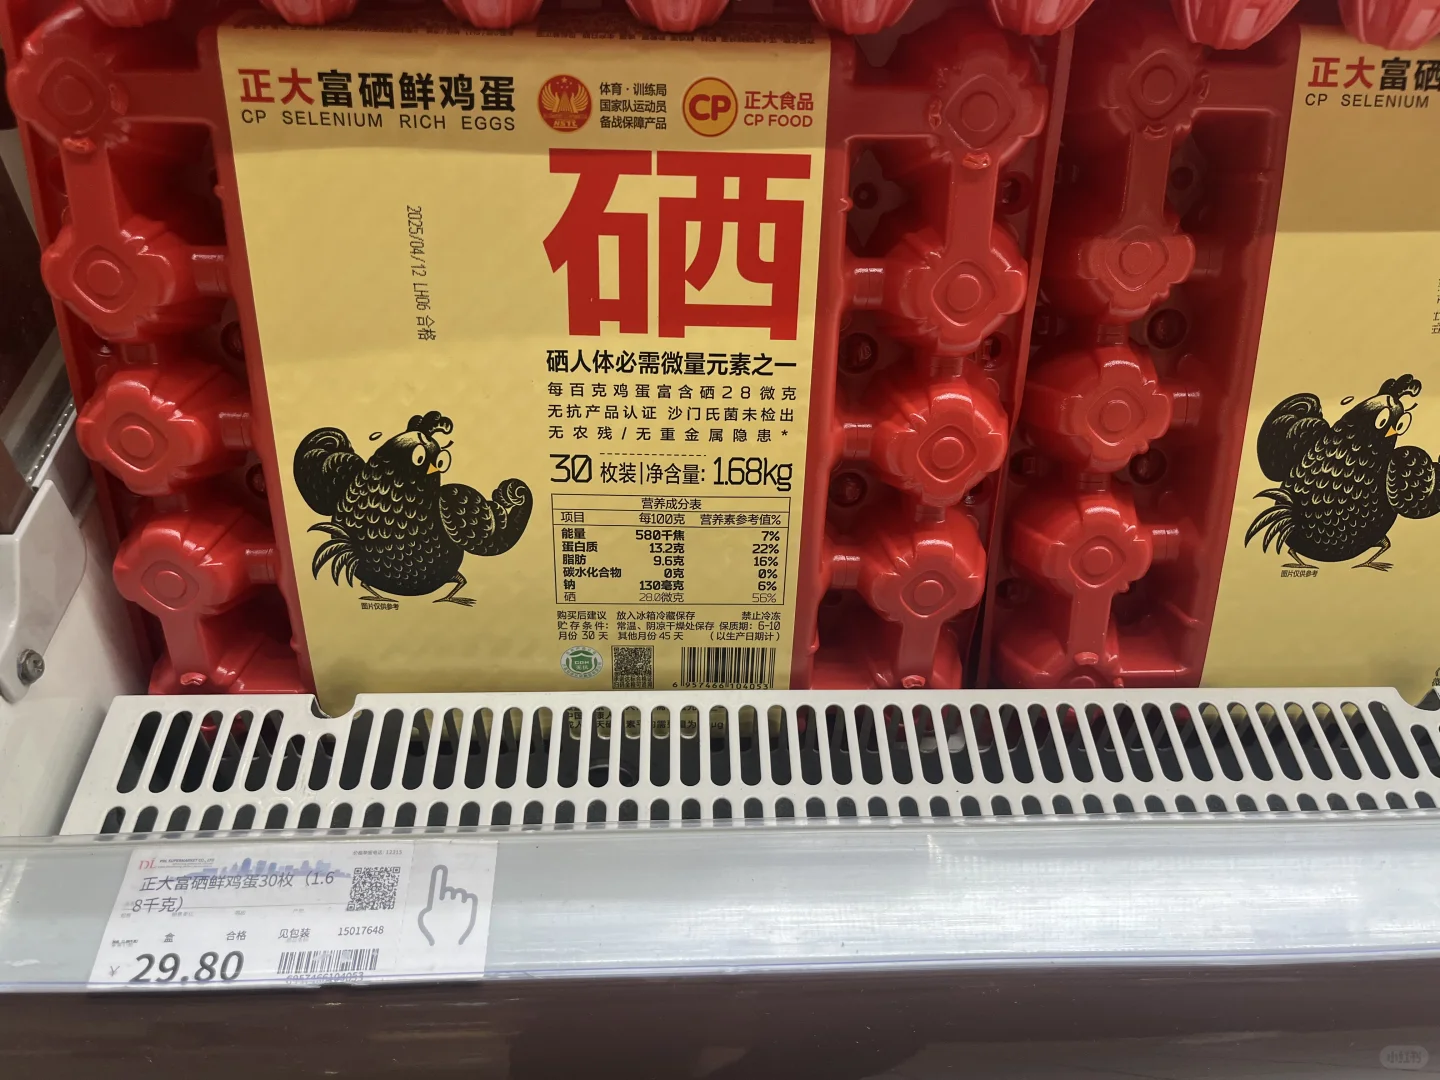 正大富硒鲜鸡蛋
CP SELENIUM RICH EGGS
体育·训练局
国家队运动员
备战保障产品
CP
正大食品
CP FOOD
硒
2025/04/12 LH06 合格
硒人体必需微量元素之一
每百克鸡蛋富含硒28微克
无抗产品认证 沙门氏菌未检出
无农残/无重金属隐患*
30枚装|净含量:1.68kg
营养成分表
项目 每100克 营养素参考值%
能量 580千焦 7%
蛋白质 13.2克 22%
脂肪 9.6克 16%
碳水化合物 0克 0%
钠 130毫克 6%
硒 28.0微克 56%
购买后建议 放入冰箱冷藏保存 禁止冷冻
贮存条件: 常温、阴凉干燥处保存 保质期: 6-10
月份 30 天 其他月份 45 天 (以生产日期计)
图片仅供参考
6 957466 104053
正大富硒
CP SELENIUM
图片仅供参考
正大富硒鲜鸡蛋30枚(1.6
8千克)
盒 合格 见包装 15017648
¥ 29.80
6957466104053
小红书